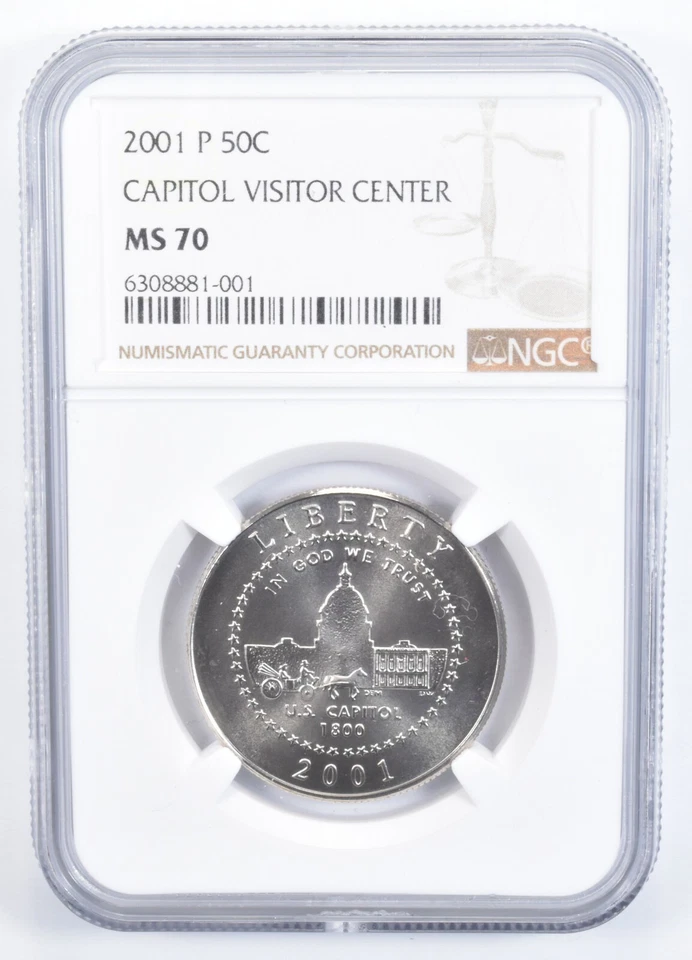 2001 P 50C
CAPITOL VISITOR CENTER
MS 70
6308881-001
NUMISMATIC GUARANTY CORPORATION
NGC®
LIBERTY
IN GOD WE TRUST
DEM
U.S. CAPITOL
1800
2001